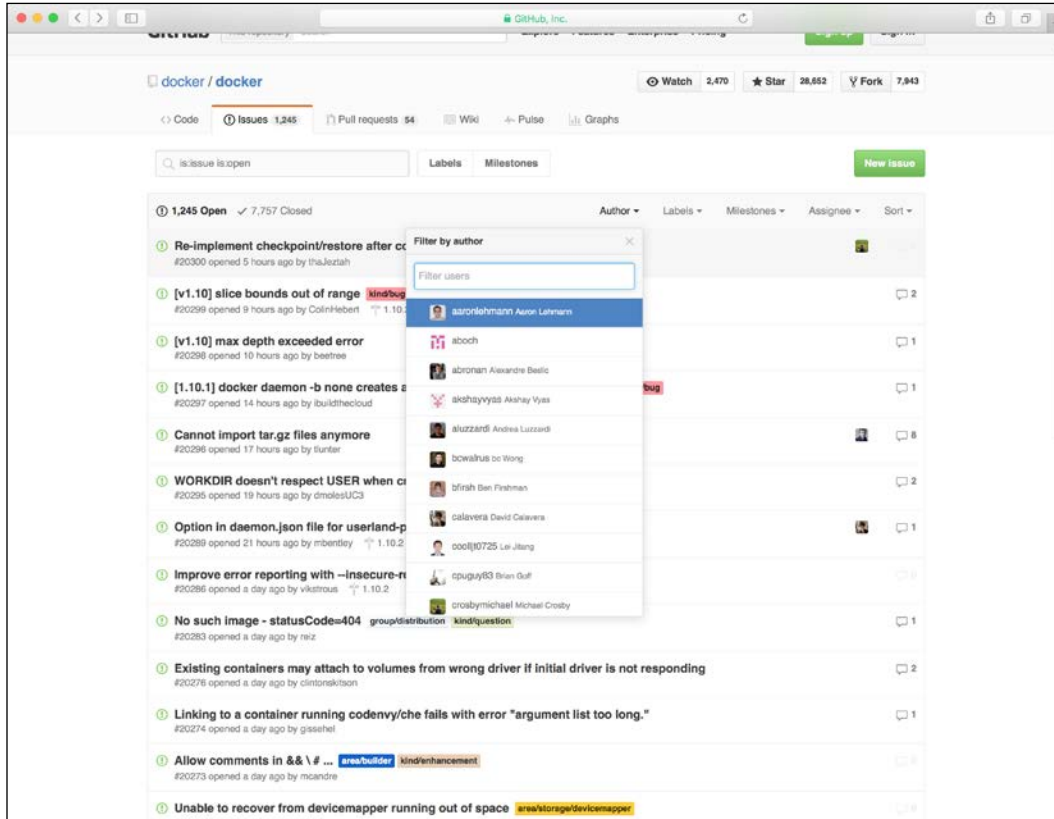 GitHub, Inc.
docker / docker
Watch 2,470 Star 28,652 Fork 7,943
Code Issues 1,245 Pull requests 54 Wiki Pulse Graphs
is:issue is:open Labels Milestones New issue
1,245 Open 7,757 Closed Author Labels Milestones Assignee Sort
Filter by author
Filter users
aaronlehmann Aaron Lehmann
aboch
abronan Alexandre Beslic
akshayvyas Akshay Vyas
aluzzardi Andrea Luzzardi
bcwalrus bc Wong
bfirsh Ben Firshman
calavera David Calavera
coolljt0725 Lei Jitang
cpuguy83 Brian Goff
crosbymichael Michael Crosby
Re-implement checkpoint/restore after
#20300 opened 5 hours ago by thaJeztah
[v1.10] slice bounds out of range kind/bug
#20299 opened 9 hours ago by ColinHebert 2
[v1.10] max depth exceeded error
#20298 opened 10 hours ago by beetree 1
[1.10.1] docker daemon -b none creates
#20297 opened 14 hours ago by ibuildthecloud 1
Cannot import tar.gz files anymore
#20296 opened 17 hours ago by tlunter 8
WORKDIR doesn't respect USER when
#20295 opened 19 hours ago by dmolesUC3 2
Option in daemon.json file for
#20289 opened 21 hours ago by mbentley 1.10.2 1
Improve error reporting with
#20286 opened a day ago by vikstrous 1.10.2
No such image - statusCode=404 group/distribution kind/question
#20283 opened a day ago by reiz 1
Existing containers may attach to volumes from wrong driver if initial driver is not responding
#20276 opened a day ago by clintonskitson 2
Linking to a container running codenvy/che fails with error "argument list too long."
#20274 opened a day ago by gissehel 1
Allow comments in && \ # ... area/builder kind/enhancement
#20273 opened a day ago by mcandre
Unable to recover from devicemapper running out of space area/storage/devicemapper